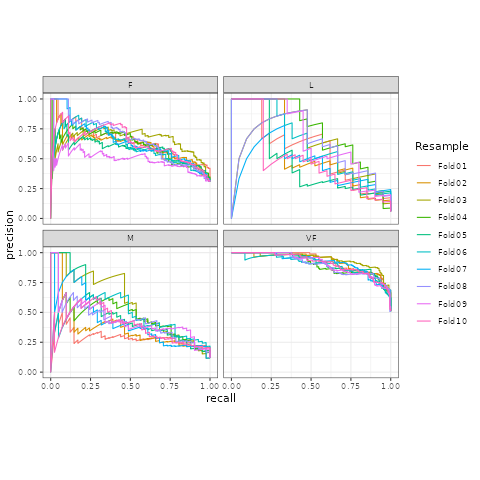 F
L
1.00
0.75
0.50
0.25
0.00
M
VF
1.00
0.75
0.50
0.25
0.00
0.00 0.25 0.50 0.75 1.00 0.00 0.25 0.50 0.75 1.00
recall
precision
Resample
Fold01
Fold02
Fold03
Fold04
Fold05
Fold06
Fold07
Fold08
Fold09
Fold10